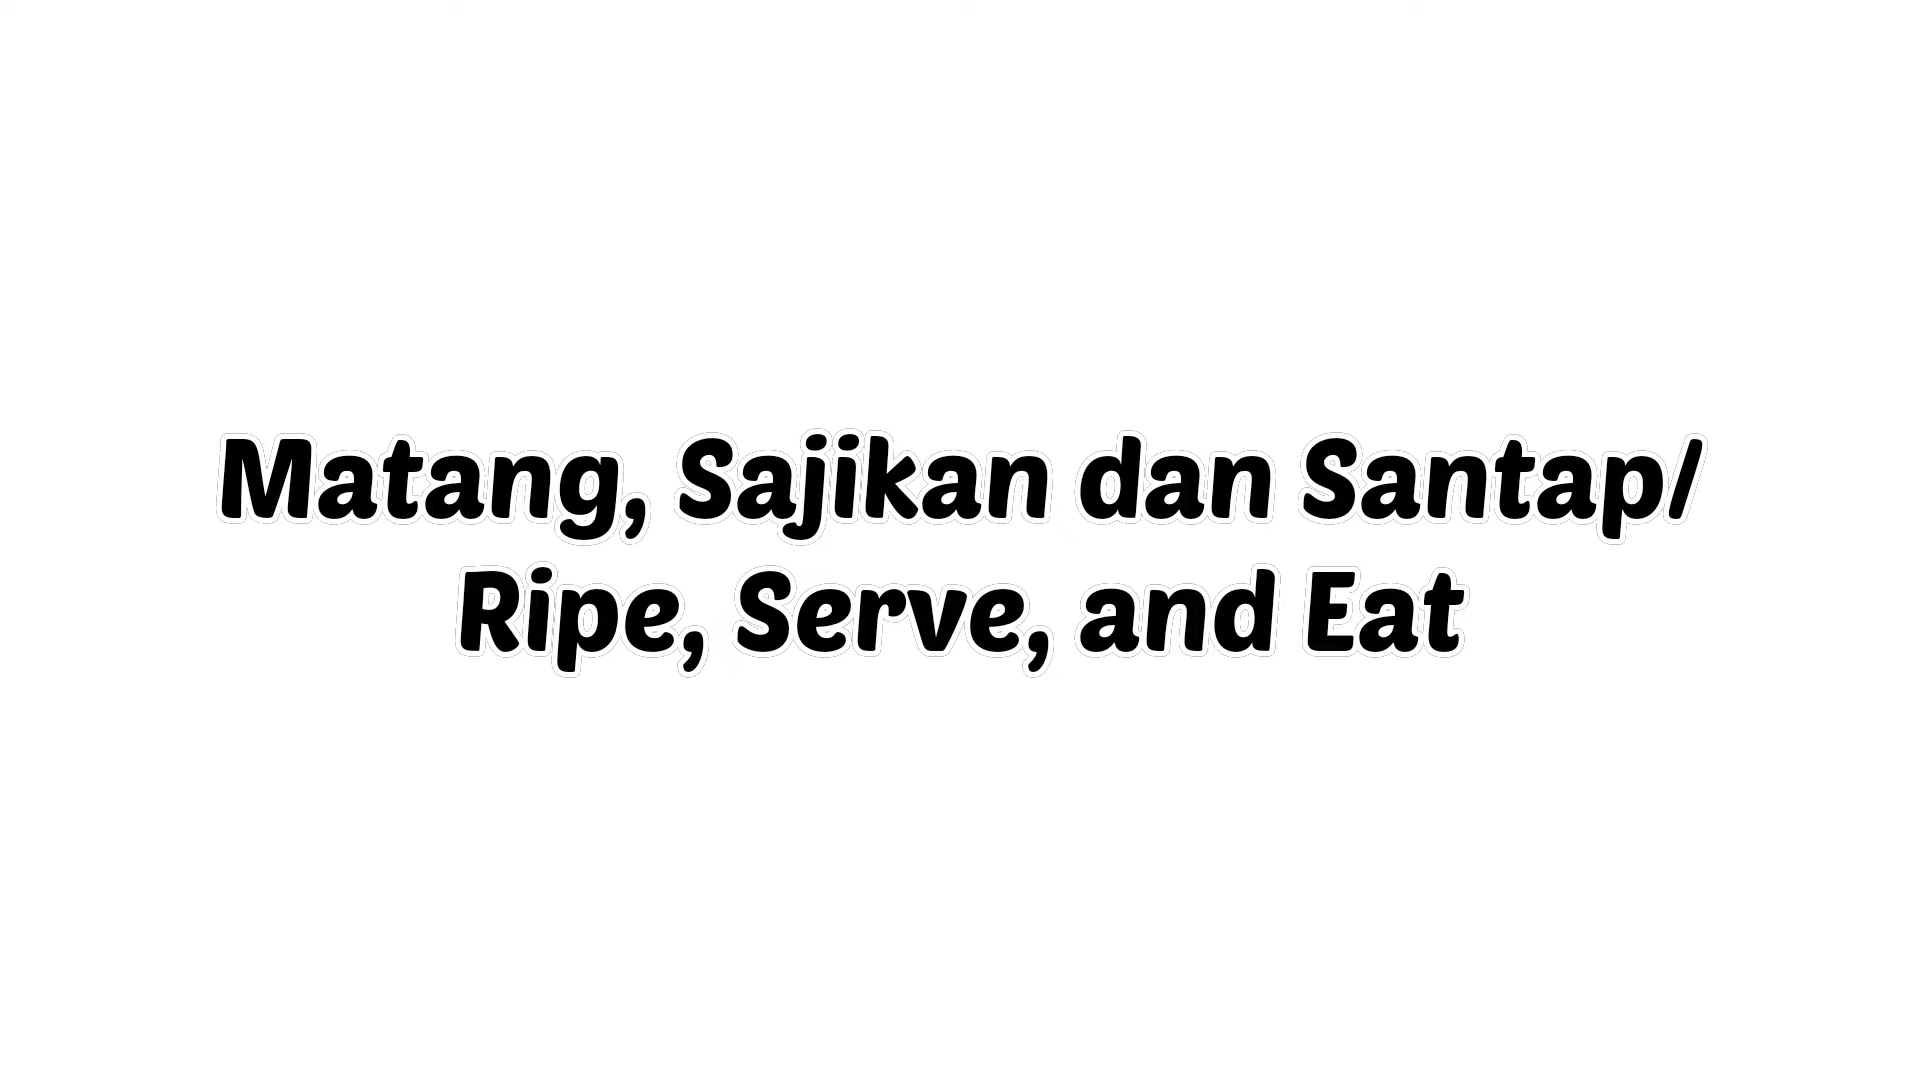 Matang, Sajikan dan Santap/
Ripe, Serve, and Eat